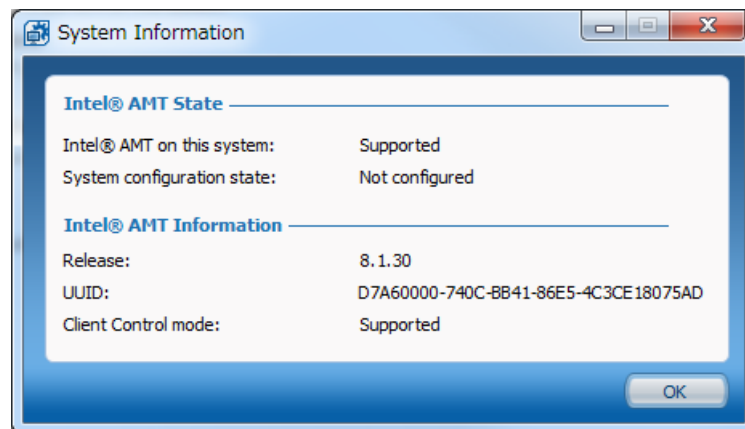 System Information
Intel® AMT State
Intel® AMT on this system: Supported
System configuration state: Not configured
Intel® AMT Information
Release: 8.1.30
UUID: D7A60000-740C-BB41-86E5-4C3CE18075AD
Client Control mode: Supported
OK